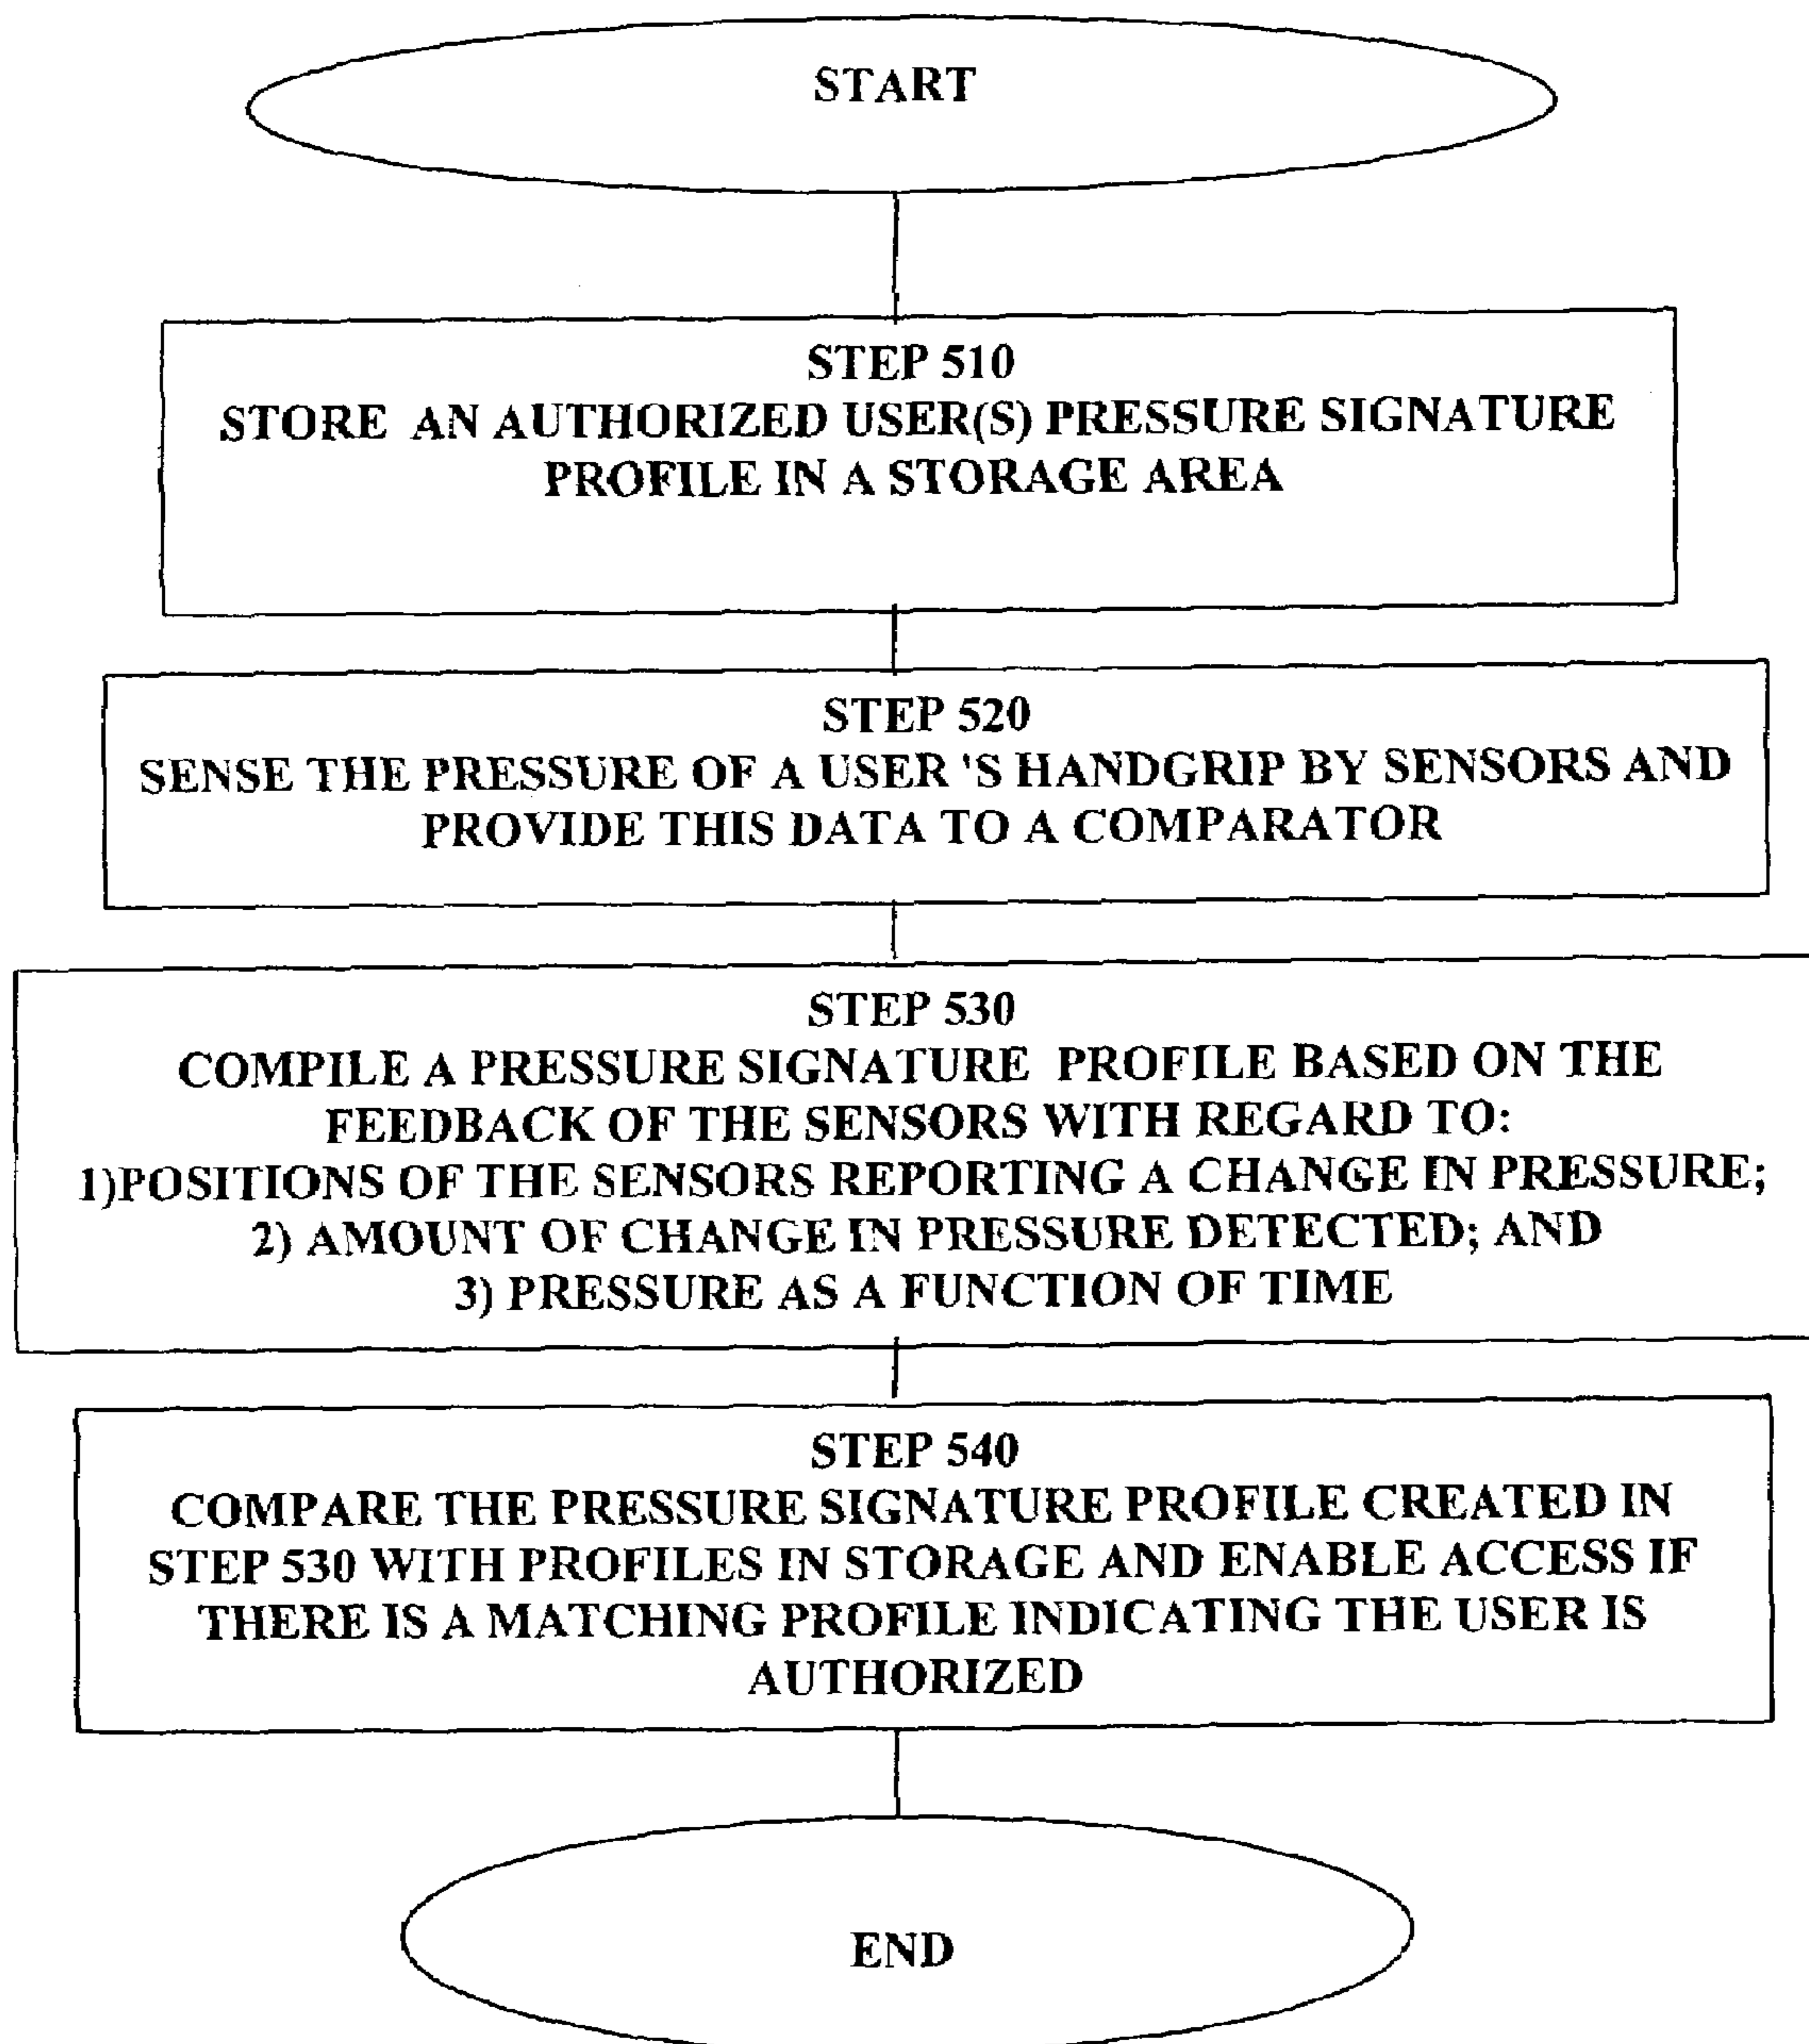 START
STEP 510
STORE AN AUTHORIZED USER(S) PRESSURE SIGNATURE
PROFILE IN A STORAGE AREA
STEP 520
SENSE THE PRESSURE OF A USER 'S HANDGRIP BY SENSORS AND
PROVIDE THIS DATA TO A COMPARATOR
STEP 530
COMPILE A PRESSURE SIGNATURE PROFILE BASED ON THE
FEEDBACK OF THE SENSORS WITH REGARD TO:
1)POSITIONS OF THE SENSORS REPORTING A CHANGE IN PRESSURE;
2) AMOUNT OF CHANGE IN PRESSURE DETECTED; AND
3) PRESSURE AS A FUNCTION OF TIME
STEP 540
COMPARE THE PRESSURE SIGNATURE PROFILE CREATED IN
STEP 530 WITH PROFILES IN STORAGE AND ENABLE ACCESS IF
THERE IS A MATCHING PROFILE INDICATING THE USER IS
AUTHORIZED
END